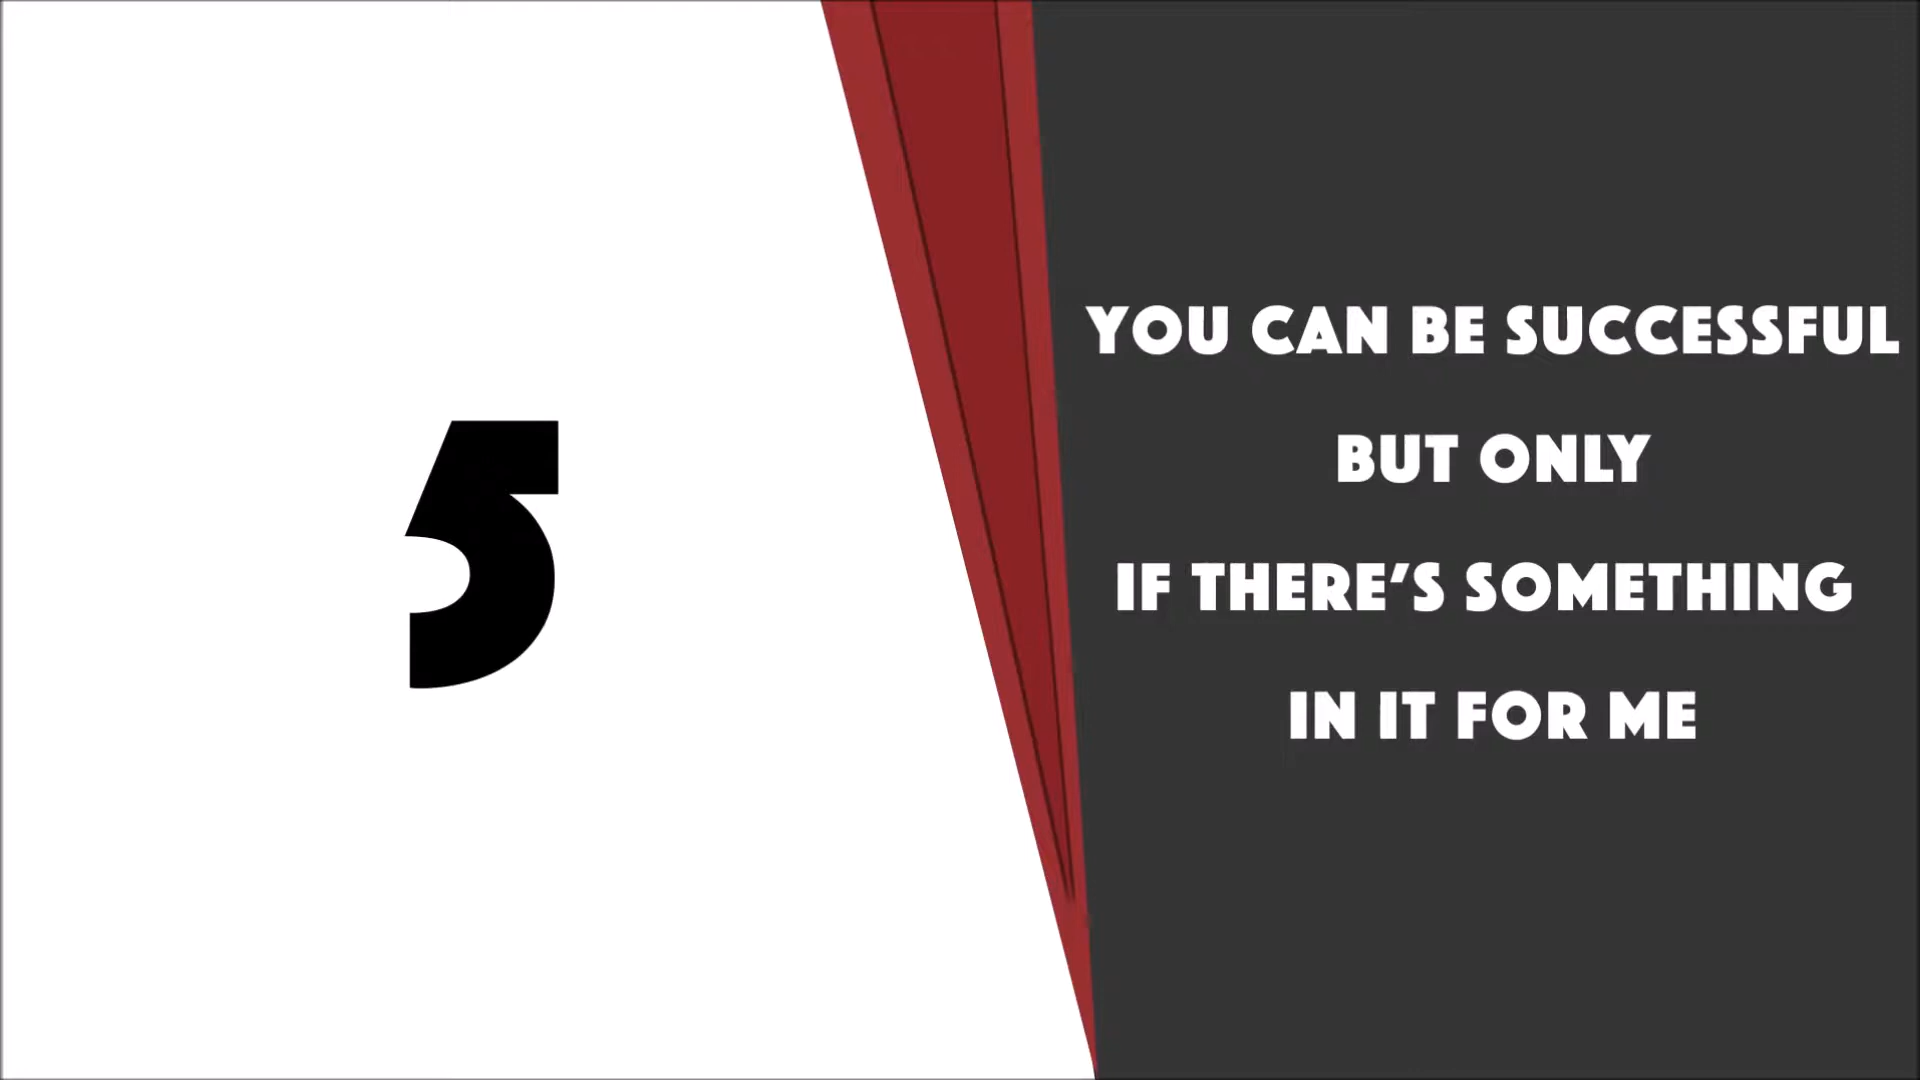 5
YOU CAN BE SUCCESSFUL
BUT ONLY
IF THERE'S SOMETHING
IN IT FOR ME